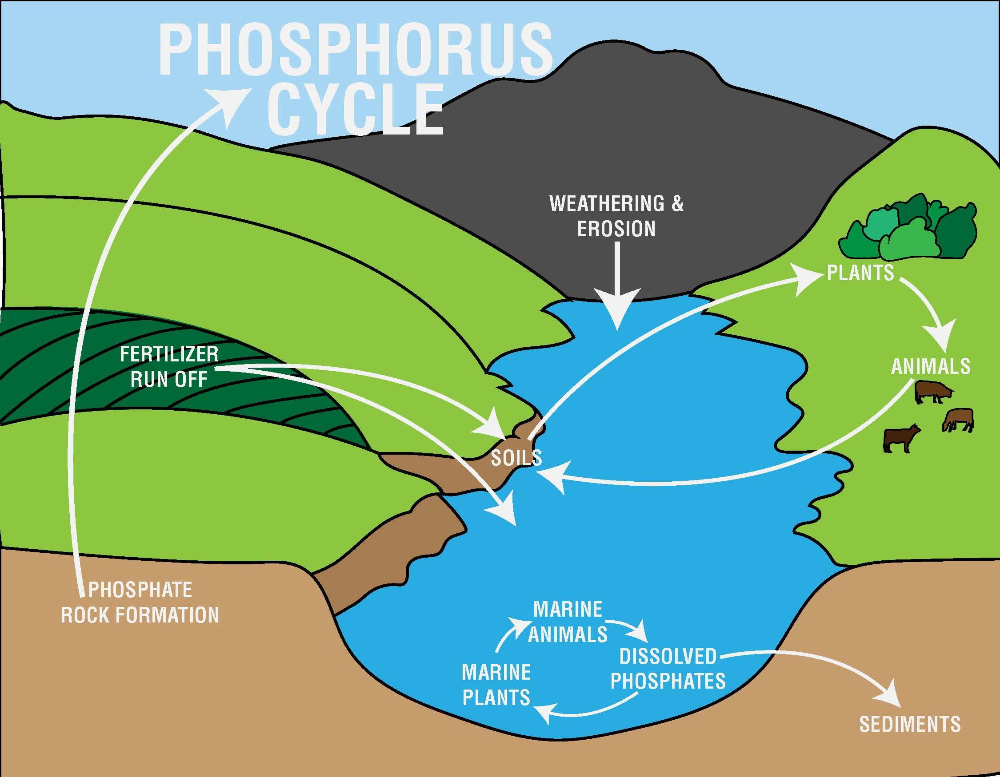 PHOSPHORUS
CYCLE
WEATHERING &
EROSION
PLANTS
ANIMALS
FERTILIZER
RUN OFF
SOILS
PHOSPHATE
ROCK FORMATION
MARINE
ANIMALS
DISSOLVED
PHOSPHATES
MARINE
PLANTS
SEDIMENTS